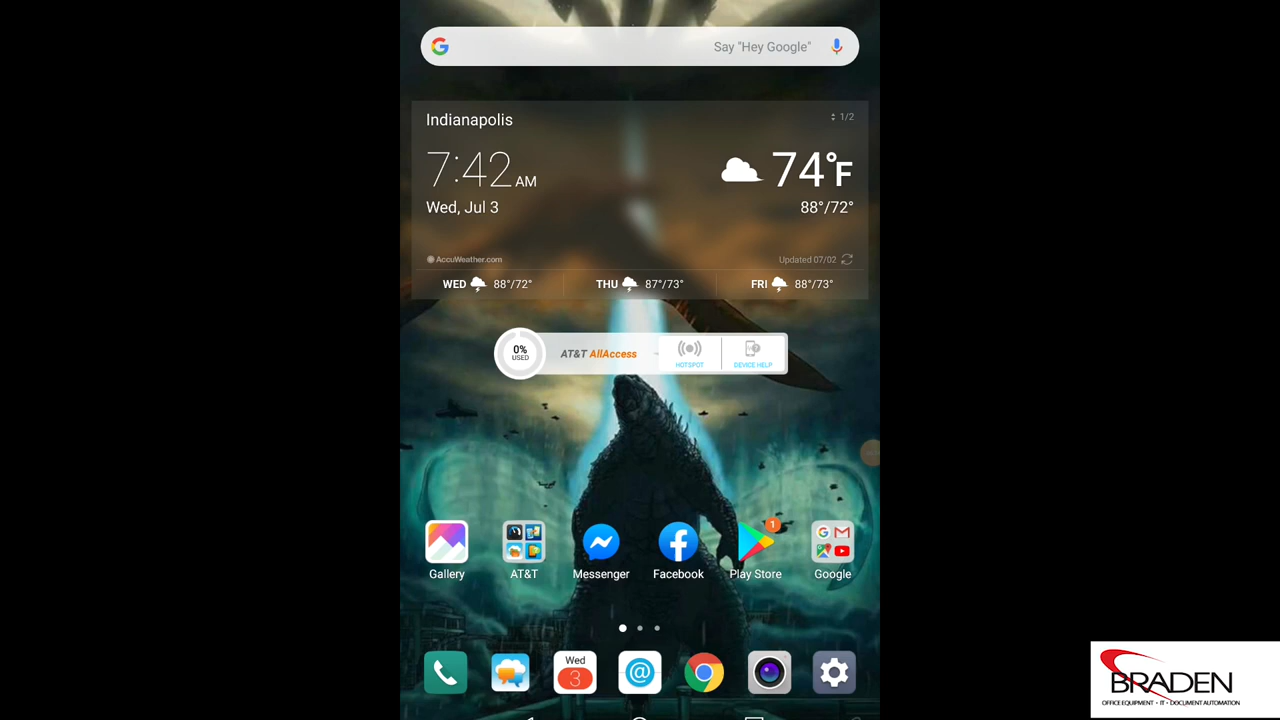 Say "Hey Google"
Indianapolis
1/2
7:42 AM
74°F
Wed, Jul 3
88°/72°
AccuWeather.com
Updated 07/02
WED 88°/72°
THU 87°/73°
FRI 88°/73°
0%
USED
AT&T AllAccess
HOTSPOT
DEVICE HELP
1
Gallery
AT&T
Messenger
Facebook
Play Store
Google
Wed
3
BRADEN
OFFICE EQUIPMENT • IT • DOCUMENT AUTOMATION